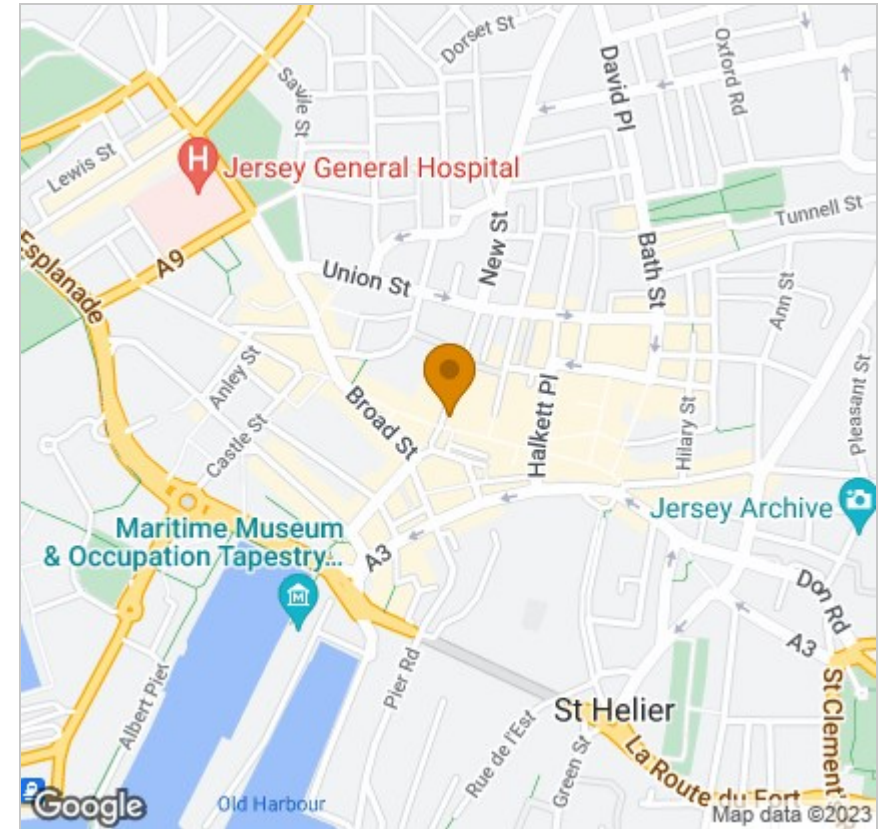 Dorset St
Oxford Rd
David Pl
Savile St
Lewis St
H
Jersey General Hospital
Tunnell St
New St
Bath St
Esplanade
A9
Union St
Ann St
Anley St
Pleasant St
Broad St
Halkett Pl
Hilary St
Castle St
Jersey Archive
Maritime Museum
& Occupation Tapestry...
A3
M
Don Rd
A3
Albert Pier
Pier Rd
St Helier
St Clement's
Rue de l'Est
Green St
La Route du Fort
Old Harbour
Google
Map data ©2023